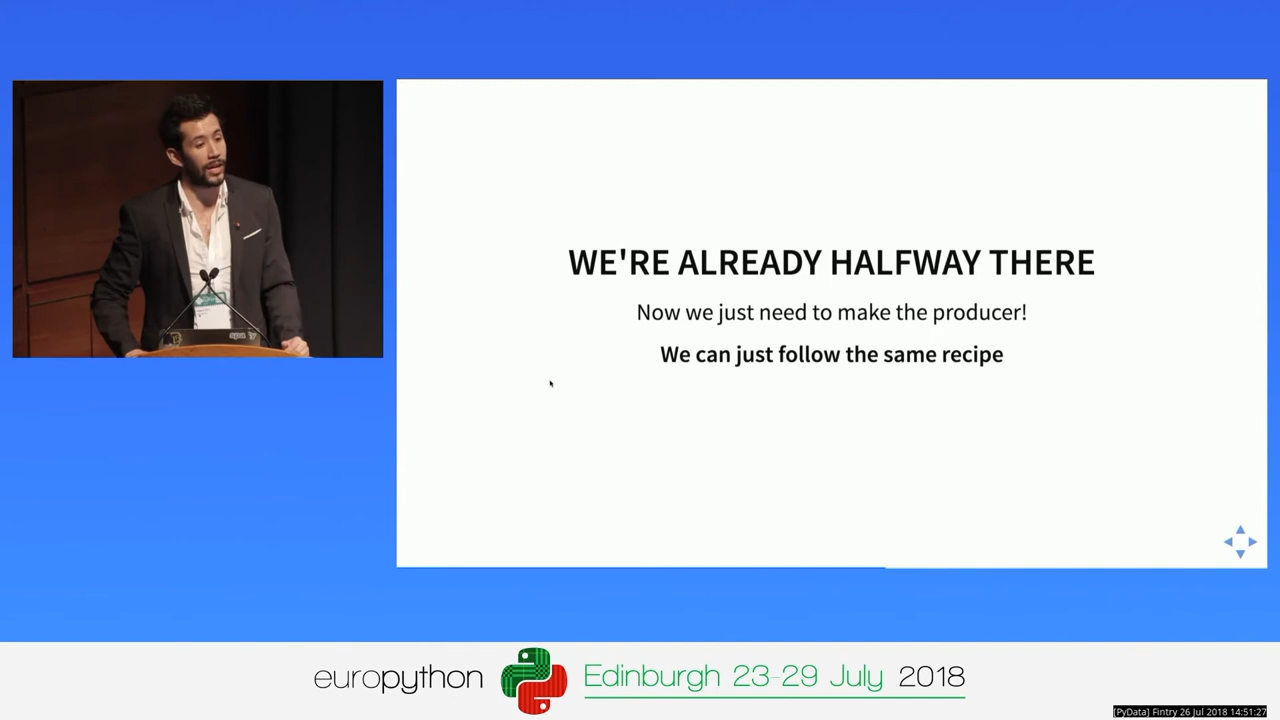 WE'RE ALREADY HALFWAY THERE
Now we just need to make the producer!
We can just follow the same recipe
europython
Edinburgh 23-29 July 2018
[PyData] Fintry 26 Jul 2018 14:51:27